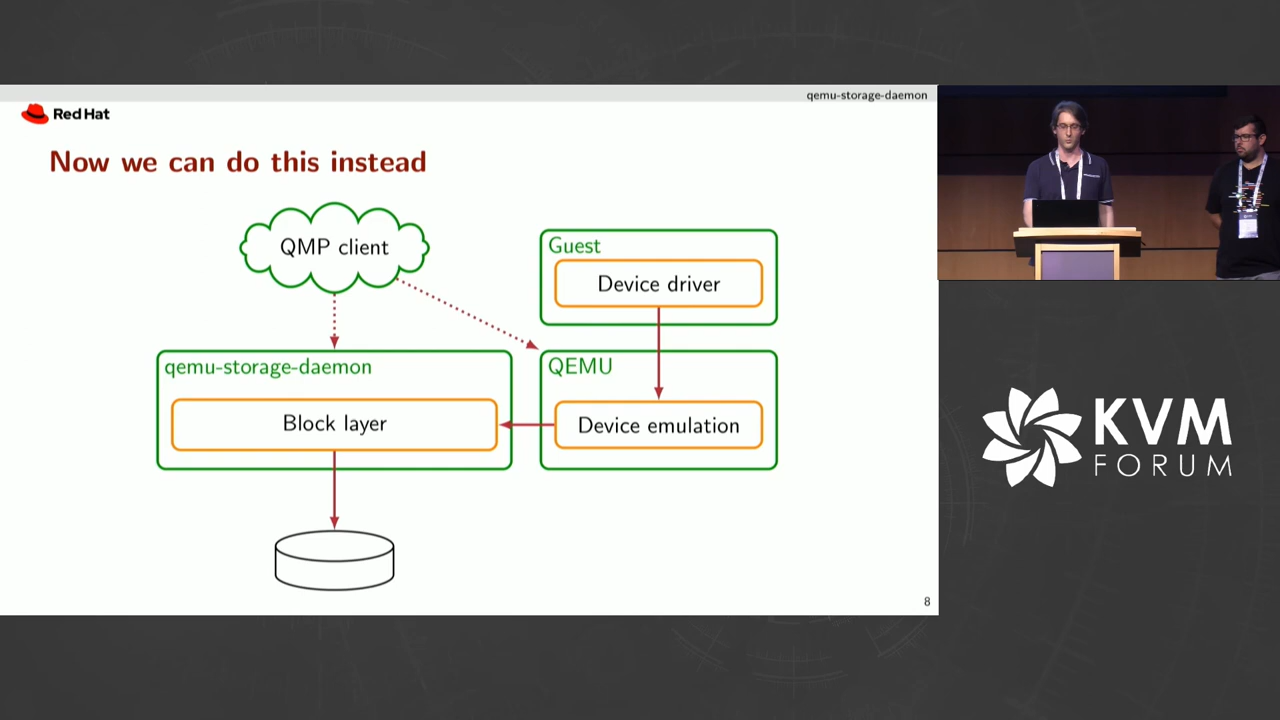 qemu-storage-daemon
Red Hat
Now we can do this instead
QMP client
Guest
Device driver
qemu-storage-daemon
QEMU
Block layer
Device emulation
8
KVM
FORUM